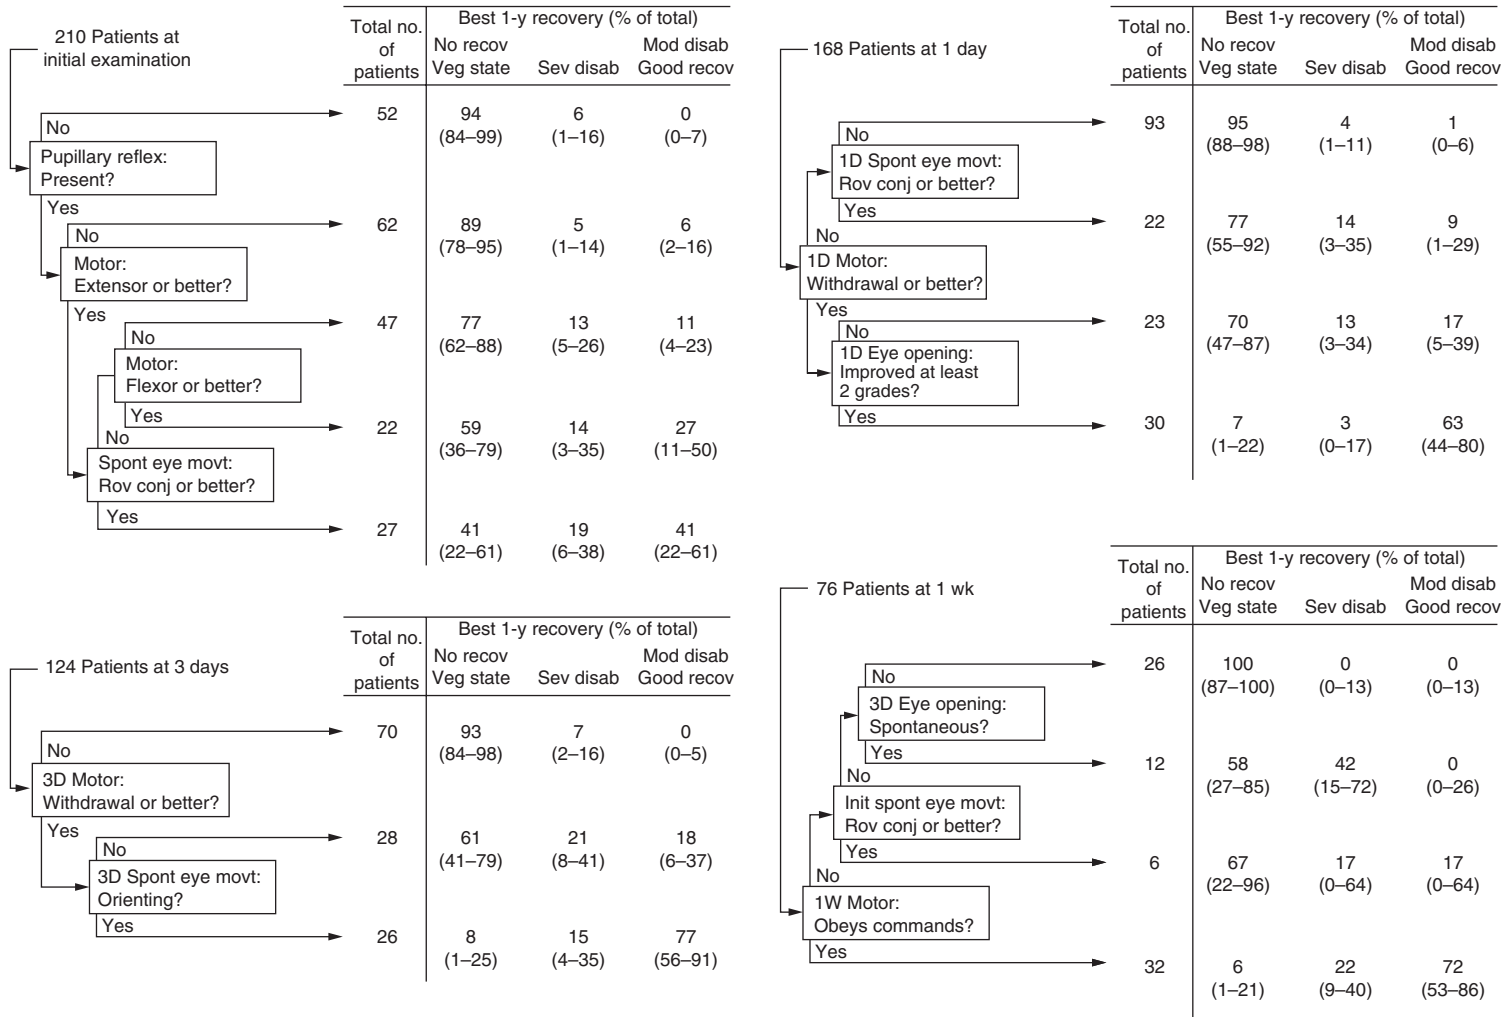 210 Patients at
initial examination
Total no.
of
patients
Best 1-y recovery (% of total)
No recov
Veg state
Sev disab
Mod disab
Good recov
No
52 94 6 0
(84–99) (1–16) (0–7)
Pupillary reflex:
Present?
Yes
No
62 89 5 6
(78–95) (1–14) (2–16)
Motor:
Extensor or better?
Yes
No
47 77 13 11
(62–88) (5–26) (4–23)
Motor:
Flexor or better?
Yes
22 59 14 27
(36–79) (3–35) (11–50)
No
Spont eye movt:
Rov conj or better?
Yes
27 41 19 41
(22–61) (6–38) (22–61)
168 Patients at 1 day
Total no.
of
patients
Best 1-y recovery (% of total)
No recov
Veg state
Sev disab
Mod disab
Good recov
No
93 95 4 1
(88–98) (1–11) (0–6)
1D Spont eye movt:
Rov conj or better?
Yes
22 77 14 9
(55–92) (3–35) (1–29)
No
1D Motor:
Withdrawal or better?
Yes
No
23 70 13 17
(47–87) (3–34) (5–39)
1D Eye opening:
Improved at least
2 grades?
Yes
30 7 3 63
(1–22) (0–17) (44–80)
124 Patients at 3 days
Total no.
of
patients
Best 1-y recovery (% of total)
No recov
Veg state
Sev disab
Mod disab
Good recov
No
70 93 7 0
(84–98) (2–16) (0–5)
3D Motor:
Withdrawal or better?
Yes
No
28 61 21 18
(41–79) (8–41) (6–37)
3D Spont eye movt:
Orienting?
Yes
26 8 15 77
(1–25) (4–35) (56–91)
76 Patients at 1 wk
Total no.
of
patients
Best 1-y recovery (% of total)
No recov
Veg state
Sev disab
Mod disab
Good recov
No
26 100 0 0
(87–100) (0–13) (0–13)
3D Eye opening:
Spontaneous?
Yes
12 58 42 0
(27–85) (15–72) (0–26)
No
Init spont eye movt:
Rov conj or better?
Yes
6 67 17 17
(22–96) (0–64) (0–64)
No
1W Motor:
Obeys commands?
Yes
32 6 22 72
(1–21) (9–40) (53–86)